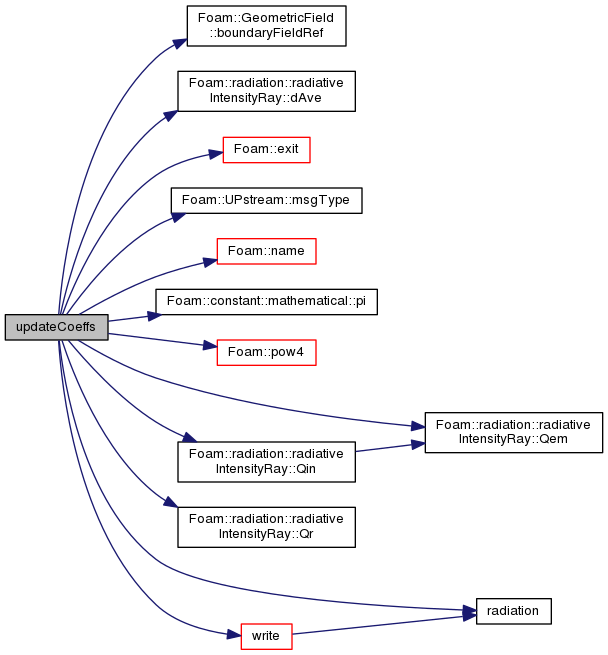 Foam::GeometricField
::boundaryFieldRef
Foam::radiation::radiative
IntensityRay::dAve
Foam::exit
Foam::UPstream::msgType
Foam::name
Foam::constant::mathematical::pi
updateCoeffs
Foam::pow4
Foam::radiation::radiative
IntensityRay::Qem
Foam::radiation::radiative
IntensityRay::Qin
Foam::radiation::radiative
IntensityRay::Qr
radiation
write